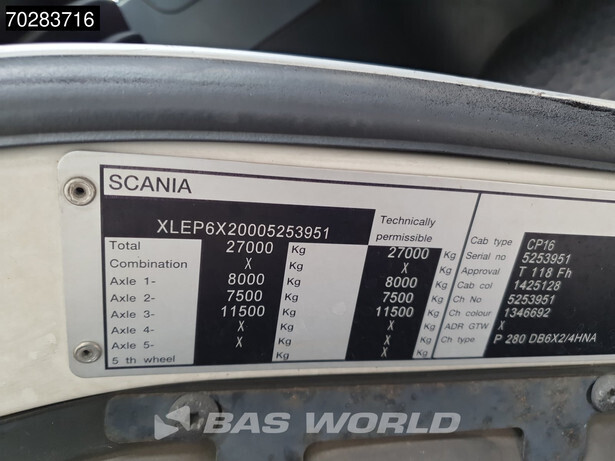 70283716
SCANIA
XLEP6X20005253951 Technically permissible
Total 27000 Kg 27000 Kg
Combination X Kg X Kg
Axle 1- 8000 Kg 8000 Kg
Axle 2- 7500 Kg 7500 Kg
Axle 3- 11500 Kg 11500 Kg
Axle 4- X Kg X Kg
Axle 5- X Kg X Kg
5 th wheel Kg Kg
Cab type CP16
Serial no 5253951
Approval T 118 Fh
Cab col 1425128
Ch No 5253951
Ch colour 1346692
ADR GTW X
Ch type P 280 DB6X2/4HNA
BAS WORLD